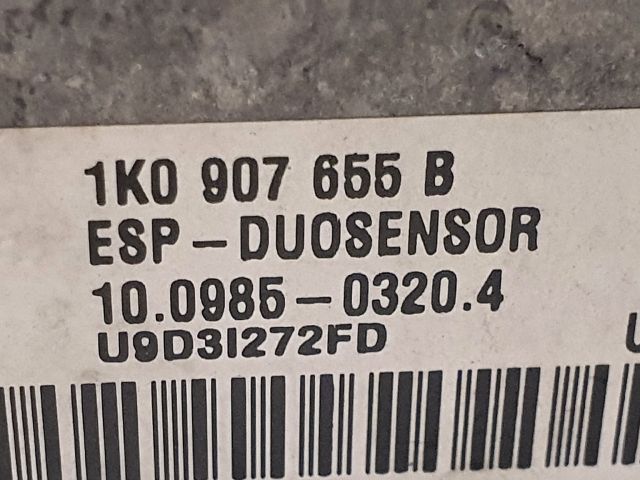 1K0 907 655 B
ESP-DUOSENSOR
10.0985-0320.4
U9D3I272FD